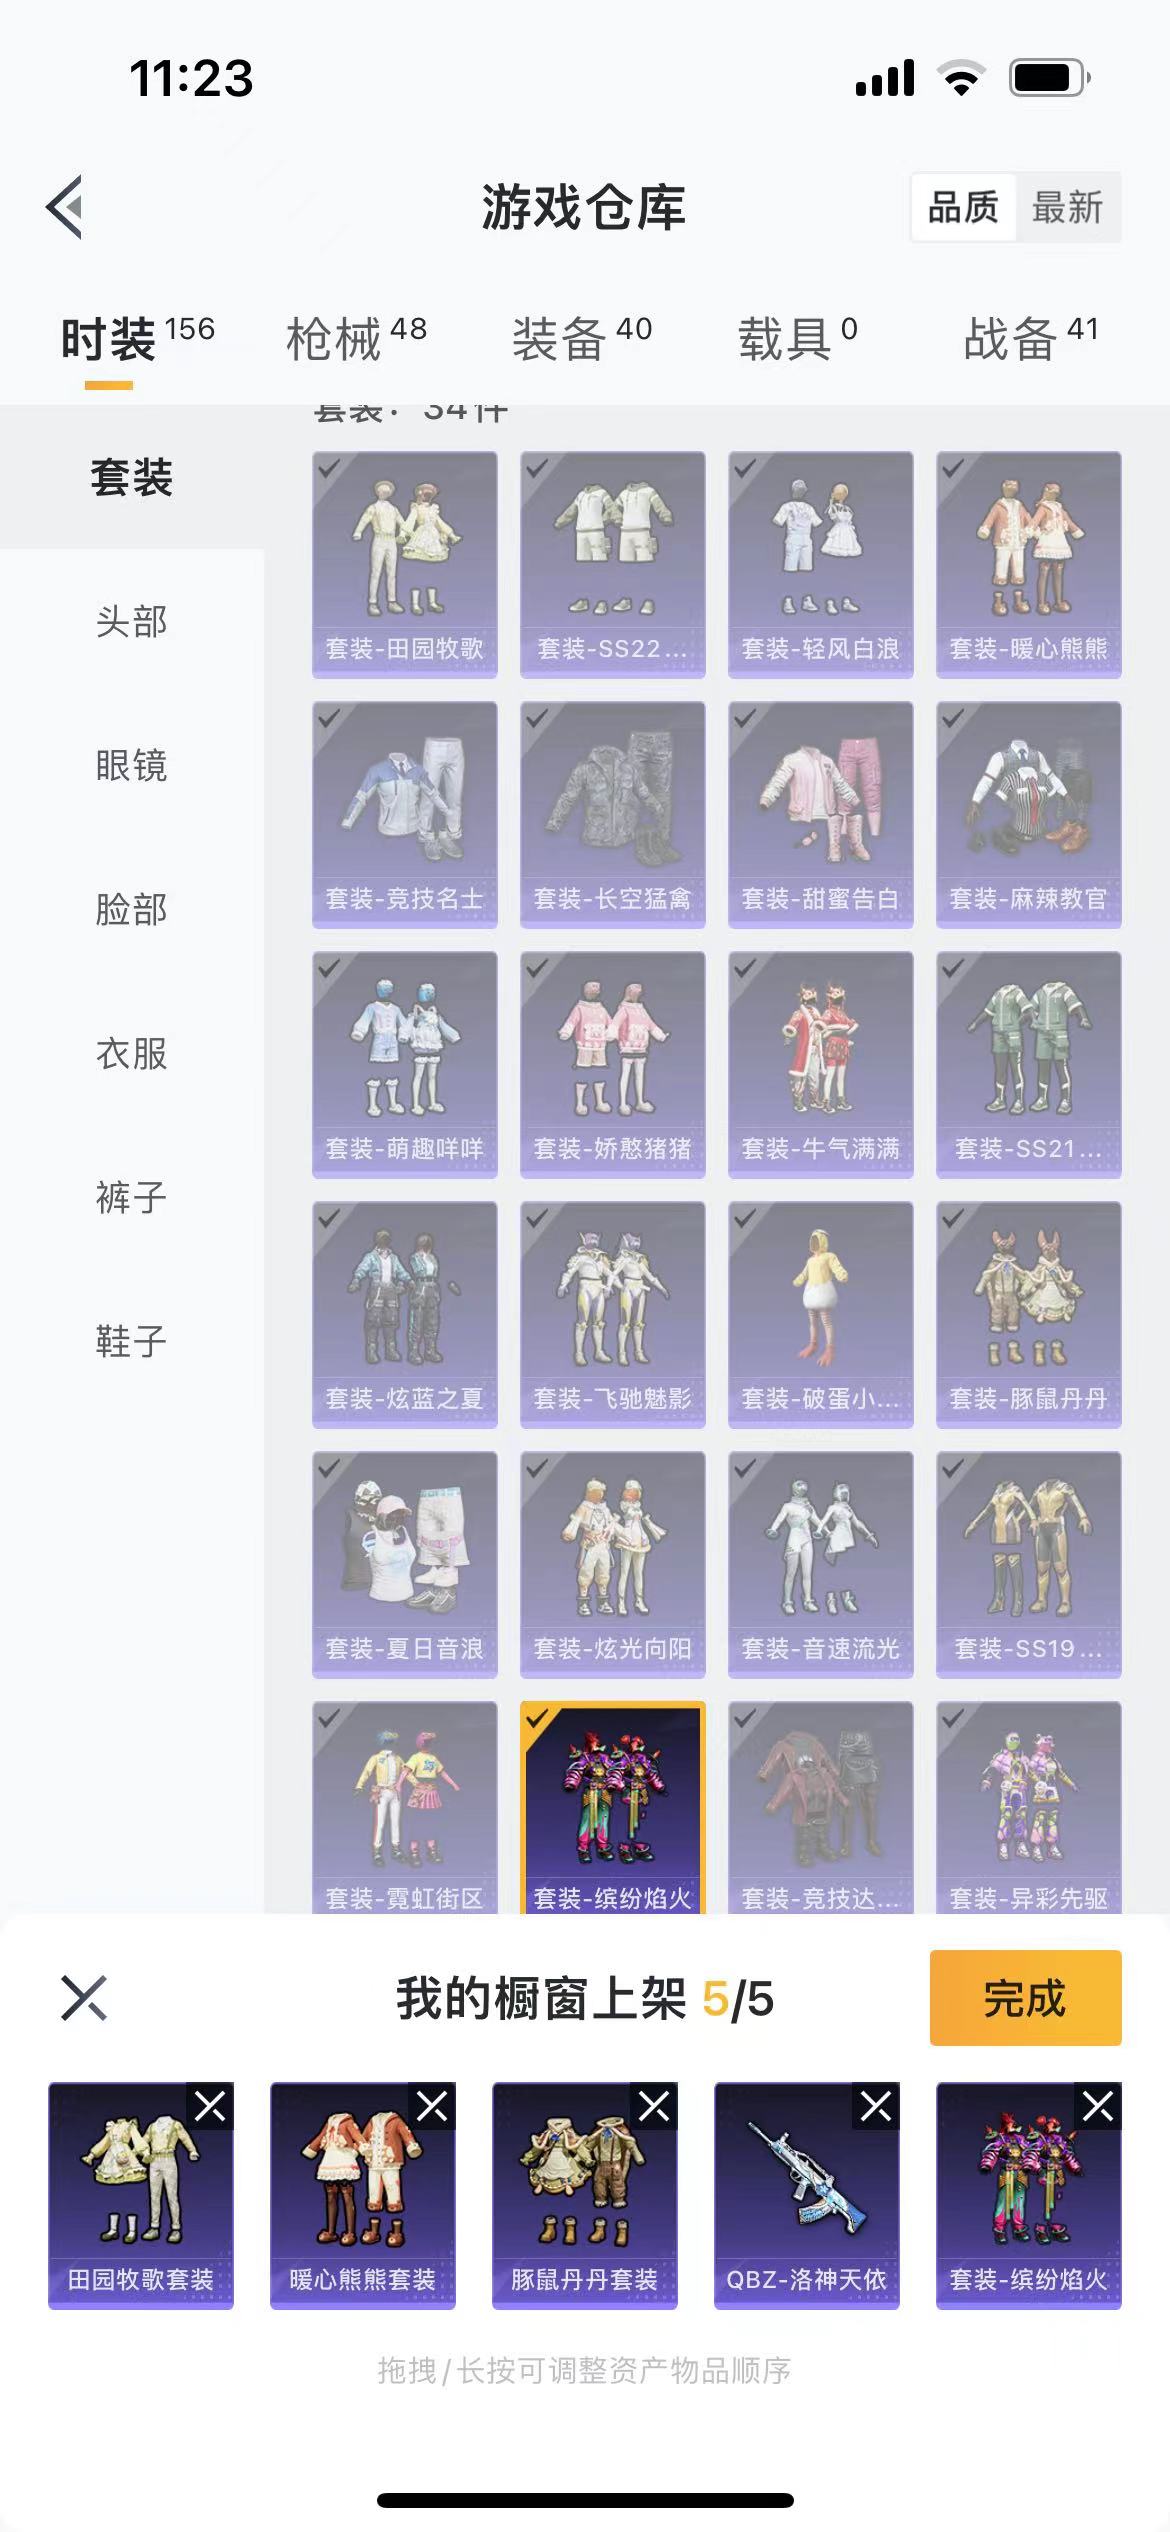 11:23
游戏仓库
品质 最新
时装 156 枪械 48 装备 40 载具 0 战备 41
套装：34件
套装
头部
眼镜
脸部
衣服
裤子
鞋子
套装-田园牧歌 套装-SS22... 套装-轻风白浪 套装-暖心熊熊
套装-竞技名士 套装-长空猛禽 套装-甜蜜告白 套装-麻辣教官
套装-萌趣咩咩 套装-娇憨猪猪 套装-牛气满满 套装-SS21...
套装-炫蓝之夏 套装-飞驰魅影 套装-破蛋小... 套装-豚鼠丹丹
套装-夏日音浪 套装-炫光向阳 套装-音速流光 套装-SS19...
套装-霓虹街区 套装-缤纷焰火 套装-竞技达... 套装-异彩先驱
我的橱窗上架 5/5
完成
田园牧歌套装 暖心熊熊套装 豚鼠丹丹套装 QBZ-洛神天依 套装-缤纷焰火
拖拽/长按可调整资产物品顺序